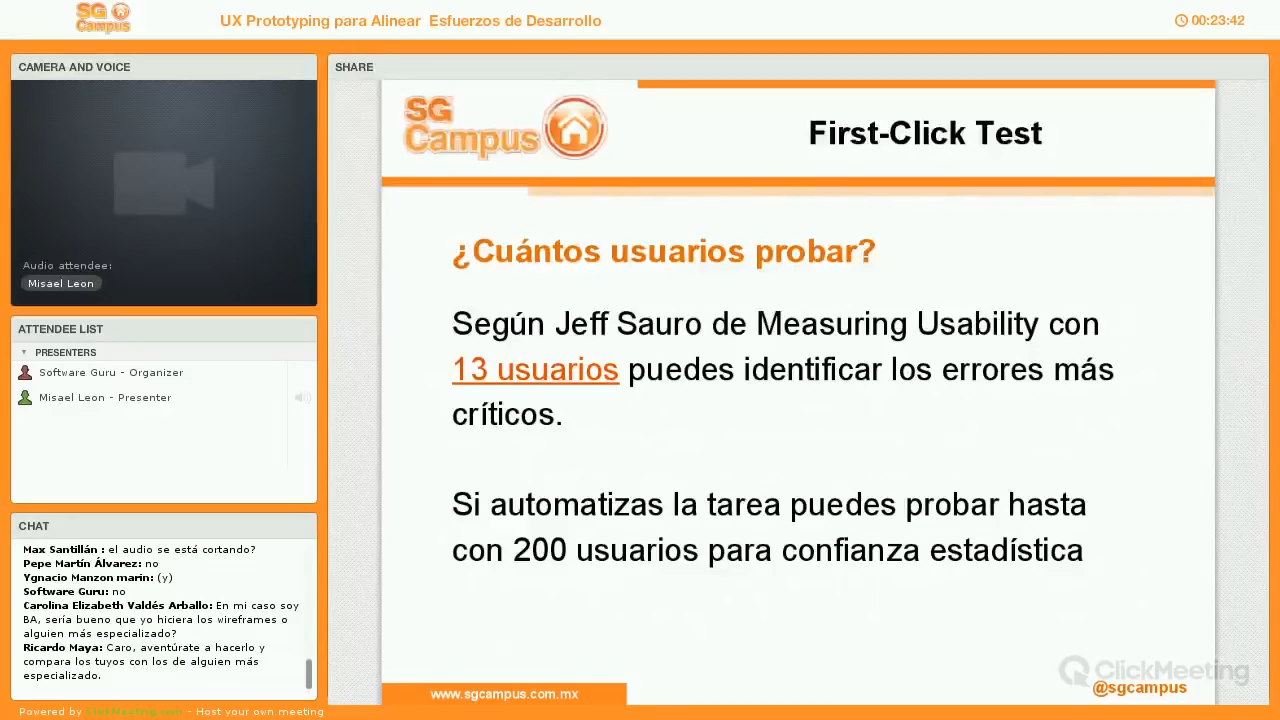 SG
Campus
UX Prototyping para Alinear Esfuerzos de Desarrollo
00:23:42
CAMERA AND VOICE
Audio attendee:
Misael Leon
ATTENDEE LIST
PRESENTERS
Software Guru - Organizer
Misael Leon - Presenter
CHAT
Max Santillán : el audio se está cortando?
Pepe Martín Álvarez: no
Ygnacio Manzon marin: (y)
Software Guru: no
Carolina Elizabeth Valdés Arballo: En mi caso soy
BA, sería bueno que yo hiciera los wireframes o
alguien más especializado?
Ricardo Maya: Caro, aventúrate a hacerlo y
compara los tuyos con los de alguien más
especializado.
SHARE
SG
Campus
First-Click Test
¿Cuántos usuarios probar?
Según Jeff Sauro de Measuring Usability con
13 usuarios puedes identificar los errores más
críticos.
Si automatizas la tarea puedes probar hasta
con 200 usuarios para confianza estadística
ClickMeeting
www.sgcampus.com.mx
@sgcampus
Powered by ClickMeeting.com - Host your own meeting